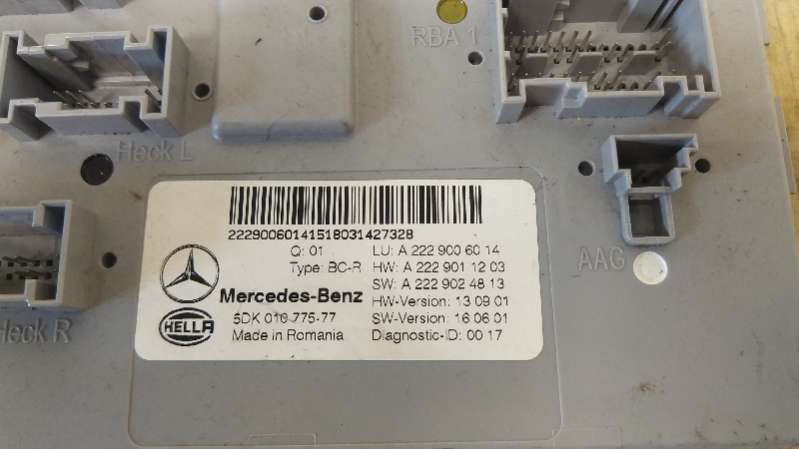 RBA 1
Heck L
22290060141518031427328
Q: 01
LU: A 222 900 60 14
Type: BC-R
HW: A 222 901 12 03
SW: A 222 902 48 13
Mercedes-Benz
HW-Version: 13 09 01
HELLA
5DK 010 775-77
SW-Version: 16 06 01
Made in Romania
Diagnostic-ID: 00 17
AAG
Heck R